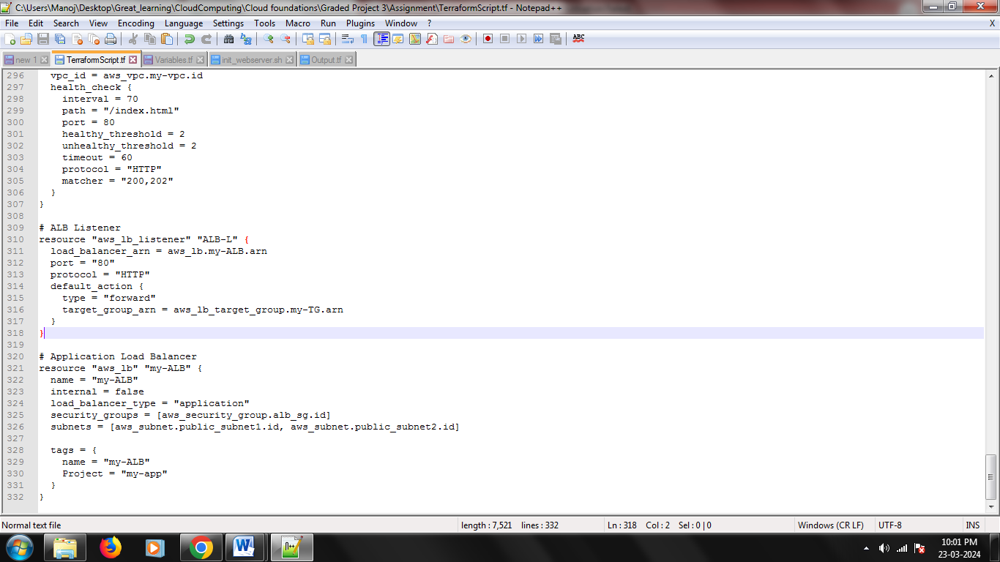 C:\Users\Manoj\Desktop\Great_learning\CloudComputing\Cloud foundations\Graded Project 3\Assignment\TerraformScript.tf - Notepad++
File Edit Search View Encoding Language Settings Tools Macro Run Plugins Window ? X
new 1 TerraformScript.tf Variables.tf init_webserver.sh Output.tf
296 vpc_id = aws_vpc.my-vpc.id
297 health_check {
298 interval = 70
299 path = "/index.html"
300 port = 80
301 healthy_threshold = 2
302 unhealthy_threshold = 2
303 timeout = 60
304 protocol = "HTTP"
305 matcher = "200,202"
306 }
307 }
308
309 # ALB Listener
310 resource "aws_lb_listener" "ALB-L" {
311 load_balancer_arn = aws_lb.my-ALB.arn
312 port = "80"
313 protocol = "HTTP"
314 default_action {
315 type = "forward"
316 target_group_arn = aws_lb_target_group.my-TG.arn
317 }
318 }
319
320 # Application Load Balancer
321 resource "aws_lb" "my-ALB" {
322 name = "my-ALB"
323 internal = false
324 load_balancer_type = "application"
325 security_groups = [aws_security_group.alb_sg.id]
326 subnets = [aws_subnet.public_subnet1.id, aws_subnet.public_subnet2.id]
327
328 tags = {
329 name = "my-ALB"
330 Project = "my-app"
331 }
332 }
Normal text file length : 7,521 lines : 332 Ln : 318 Col : 2 Sel : 0 | 0 Windows (CR LF) UTF-8 INS
10:01 PM
23-03-2024